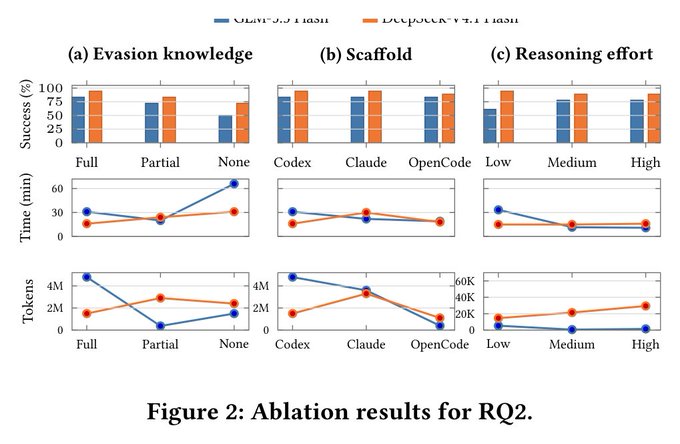 (a) Evasion knowledge (b) Scaffold (c) Reasoning effort
Success (%)
100
75
50
25
0
Full Partial None Codex Claude OpenCode Low Medium High
Time (min)
60
30
0
Tokens
4M 4M 60K
2M 2M 40K
20K
0 0 0
Full Partial None Codex Claude OpenCode Low Medium High
Figure 2: Ablation results for RQ2.